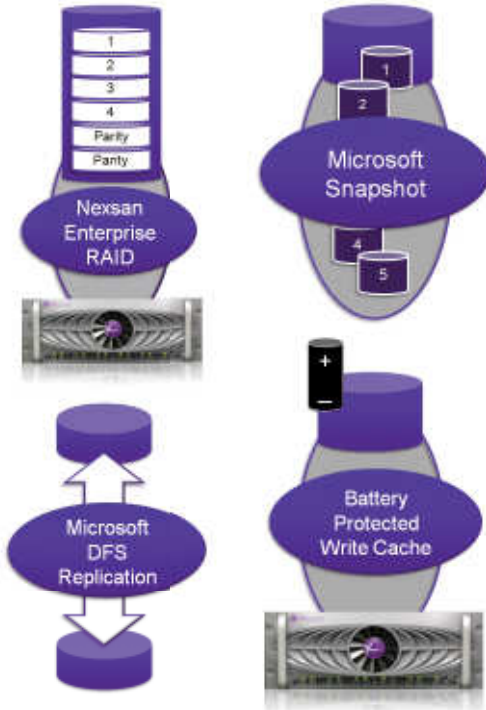 1
2
3
4
Parity
Parity
Nexsan
Enterprise
RAID
1
2
Microsoft
Snapshot
4
5
Microsoft
DFS
Replication
+
–
Battery
Protected
Write Cache